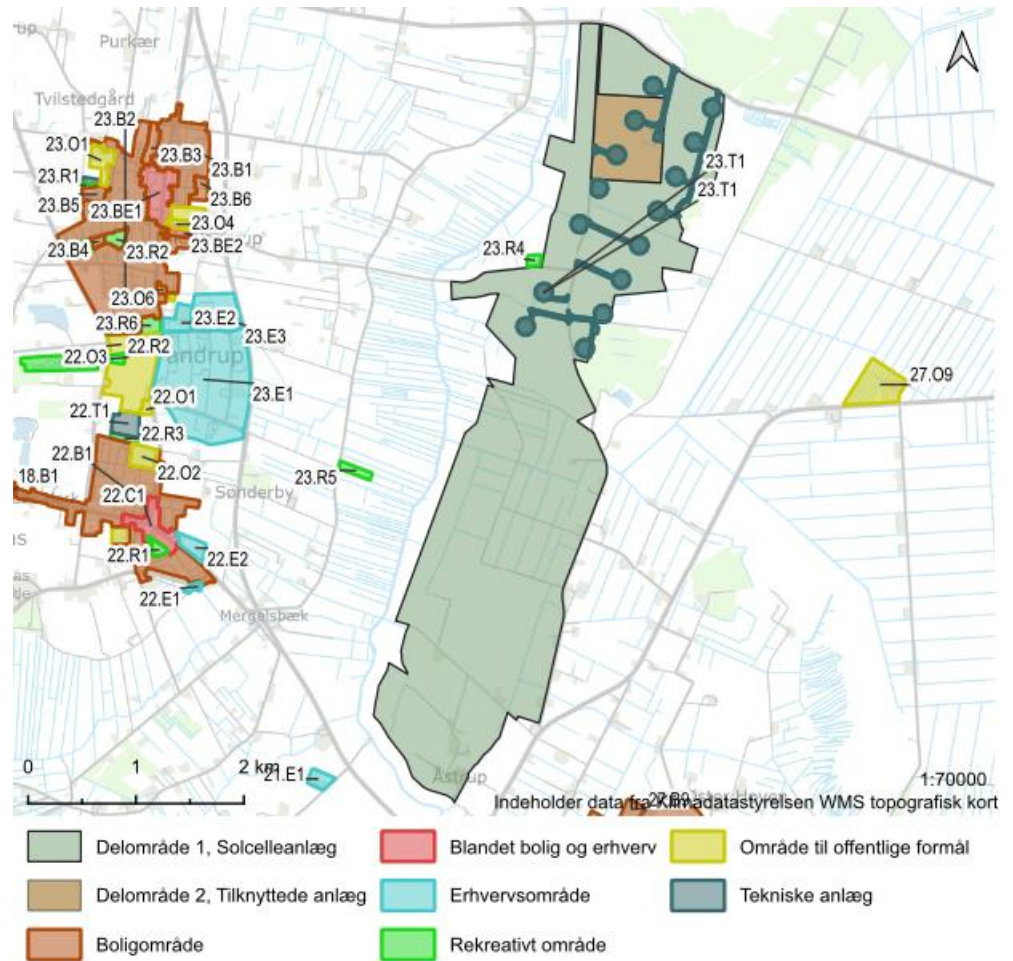 Purkær
Tvilstedgård
23.B2
23.O1
23.B3
23.B1
23.R1
23.B6
23.B5
23.BE1
23.O4
23.BE2
23.B4
23.R2
23.O6
23.R6
23.E2
23.E3
22.R2
22.O3
andrup
23.E1
22.O1
22.T1
22.R3
22.B1
22.O2
18.B1
22.C1
Sønderby
22.R1
22.E2
22.E1
Mergelsbæk
23.T1
23.T1
23.R4
23.R5
27.O9
0 1 2 km
21.E1
Åstrup
1:70000
Indeholder data fra Klimadatastyrelsen WMS topografisk kort
Delområde 1, Solcelleanlæg
Blandet bolig og erhverv
Område til offentlige formål
Delområde 2, Tilknyttede anlæg
Erhvervsområde
Tekniske anlæg
Boligområde
Rekreativt område